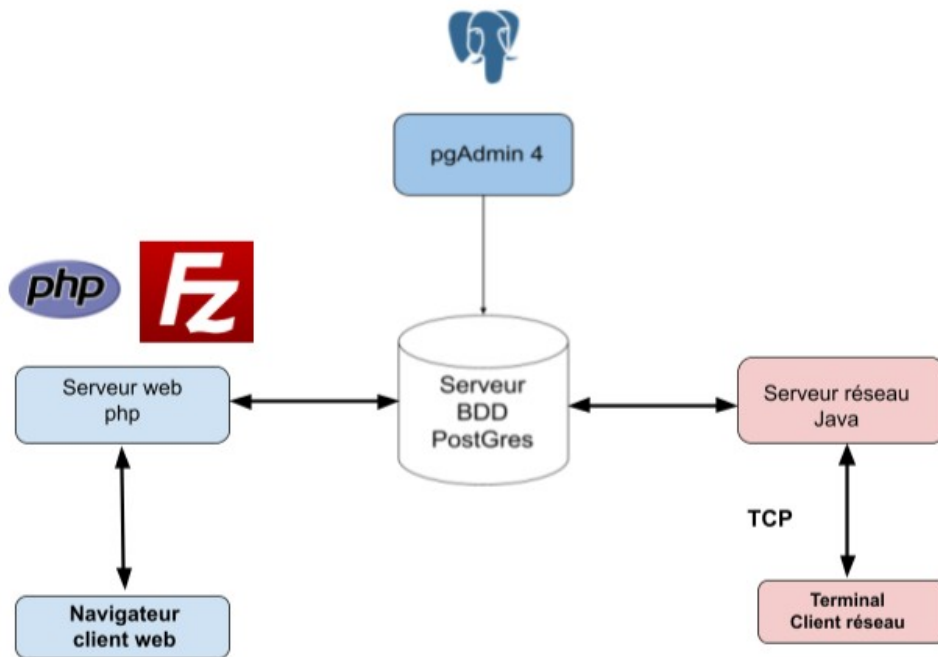 pgAdmin 4
php
FZ
Serveur web
php
Serveur
BDD
PostGres
Serveur réseau
Java
TCP
Navigateur
client web
Terminal
Client réseau